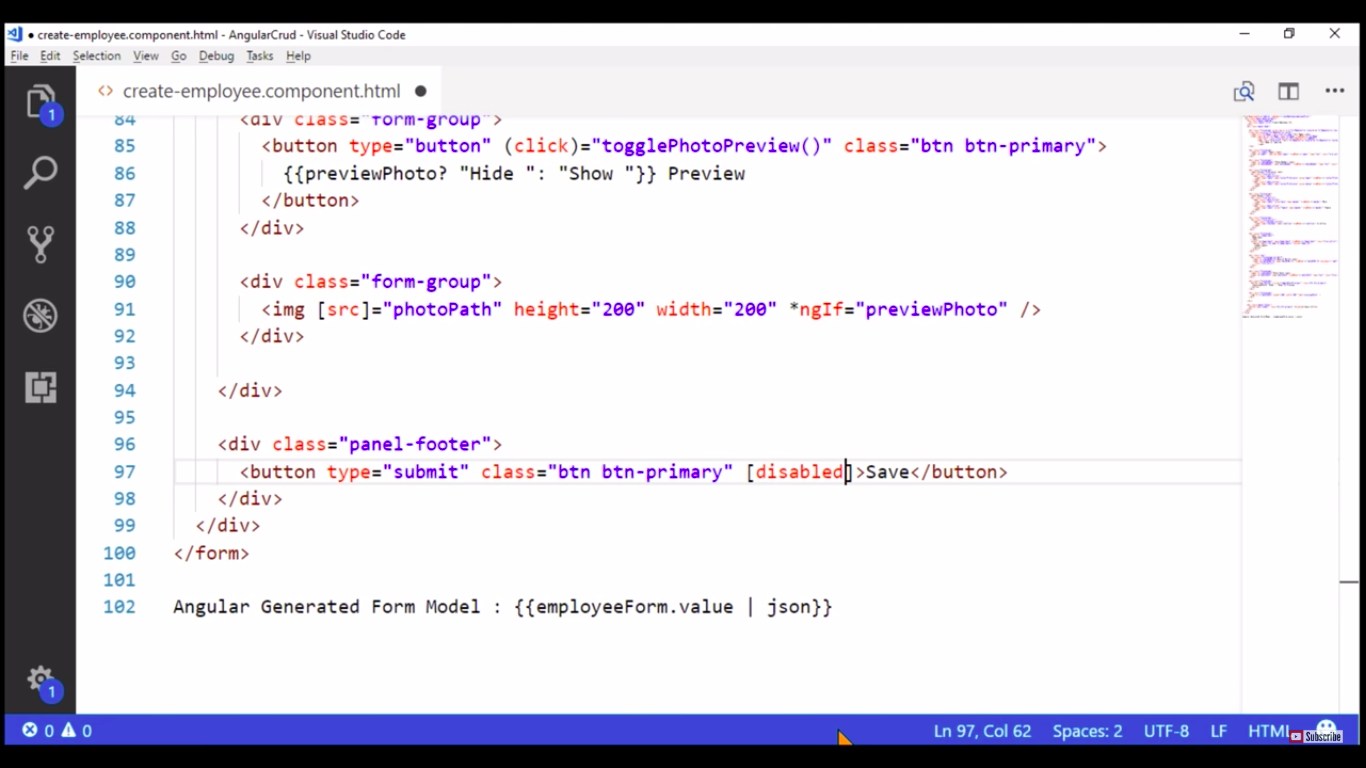 create-employee.component.html - AngularCrud - Visual Studio Code
File Edit Selection View Go Debug Tasks Help
1 <> create-employee.component.html
84 <div class="form-group">
85 <button type="button" (click)="togglePhotoPreview()" class="btn btn-primary">
86 {{previewPhoto? "Hide ": "Show "}} Preview
87 </button>
88 </div>
89
90 <div class="form-group">
91 <img [src]="photoPath" height="200" width="200" *ngIf="previewPhoto" />
92 </div>
93
94 </div>
95
96 <div class="panel-footer">
97 <button type="submit" class="btn btn-primary" [disabled]>Save</button>
98 </div>
99 </div>
100 </form>
101
102 Angular Generated Form Model : {{employeeForm.value | json}}
1
0 0 Ln 97, Col 62 Spaces: 2 UTF-8 LF HTML Subscribe